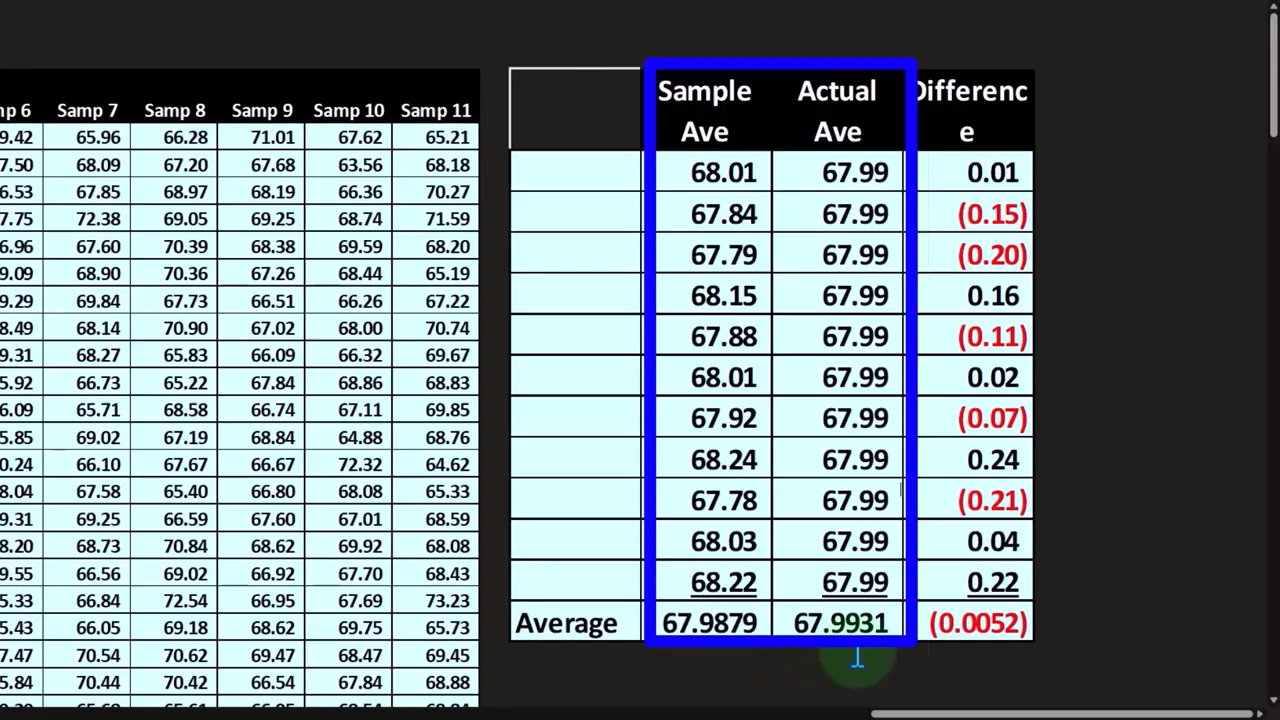 mp 6 Samp 7 Samp 8 Samp 9 Samp 10 Samp 11
9.42 65.96 66.28 71.01 67.62 65.21
7.50 68.09 67.20 67.68 63.56 68.18
6.53 67.85 68.97 68.19 66.36 70.27
7.75 72.38 69.05 69.25 68.74 71.59
6.96 67.60 70.39 68.38 69.59 68.20
9.09 68.90 70.36 67.26 68.44 65.19
9.29 69.84 67.73 66.51 66.26 67.22
8.49 68.14 70.90 67.02 68.00 70.74
9.31 68.27 65.83 66.09 66.32 69.67
5.92 66.73 65.22 67.84 68.86 68.83
6.09 65.71 68.58 66.74 67.11 69.85
5.85 69.02 67.19 68.84 64.88 68.76
0.24 66.10 67.67 66.67 72.32 64.62
8.04 67.58 65.40 66.80 68.08 65.33
9.31 69.25 66.59 67.60 67.01 68.59
8.20 68.73 70.84 68.62 69.92 68.08
9.55 66.56 69.02 66.92 67.70 68.43
5.33 66.84 72.54 66.95 67.69 73.23
5.43 66.05 69.18 68.62 69.75 65.73
7.47 70.54 70.62 69.47 68.47 69.45
5.84 70.44 70.42 66.54 67.84 68.88
Sample Actual Differenc
Ave Ave e
68.01 67.99 0.01
67.84 67.99 (0.15)
67.79 67.99 (0.20)
68.15 67.99 0.16
67.88 67.99 (0.11)
68.01 67.99 0.02
67.92 67.99 (0.07)
68.24 67.99 0.24
67.78 67.99 (0.21)
68.03 67.99 0.04
68.22 67.99 0.22
Average 67.9879 67.9931 (0.0052)